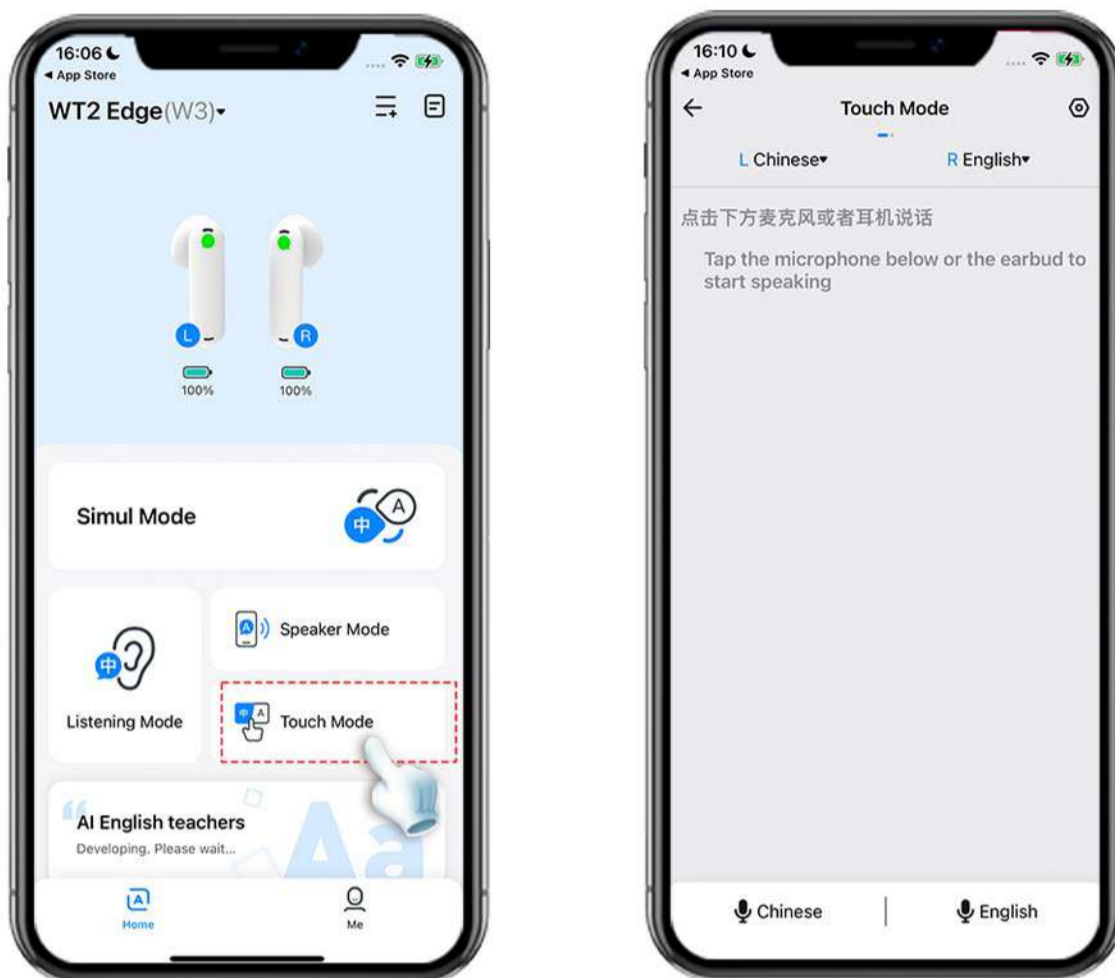 16:06
◀ App Store
WT2 Edge(W3)▾
L
R
100%
100%
Simul Mode
中 A
中
Listening Mode
A
Speaker Mode
中 A
Touch Mode
“
AI English teachers
Developing. Please wait...
Aa
A
Home
Me
16:10
◀ App Store
Touch Mode
L Chinese▾
R English▾
点击下方麦克风或者耳机说话
Tap the microphone below or the earbud to
start speaking
Chinese
English